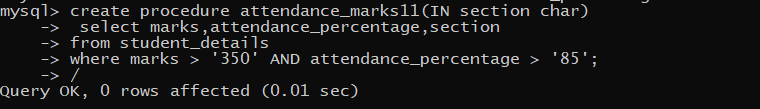 mysql> create procedure attendance_marks11(IN section char)
    ->  select marks,attendance_percentage,section
    -> from student_details
    -> where marks > '350' AND attendance_percentage > '85';
    -> /
Query OK, 0 rows affected (0.01 sec)